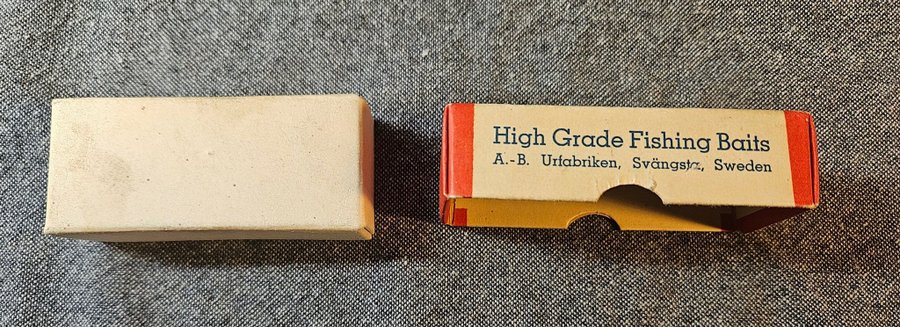 High Grade Fishing Baits
A.-B. Urfabriken, Svängsta, Sweden